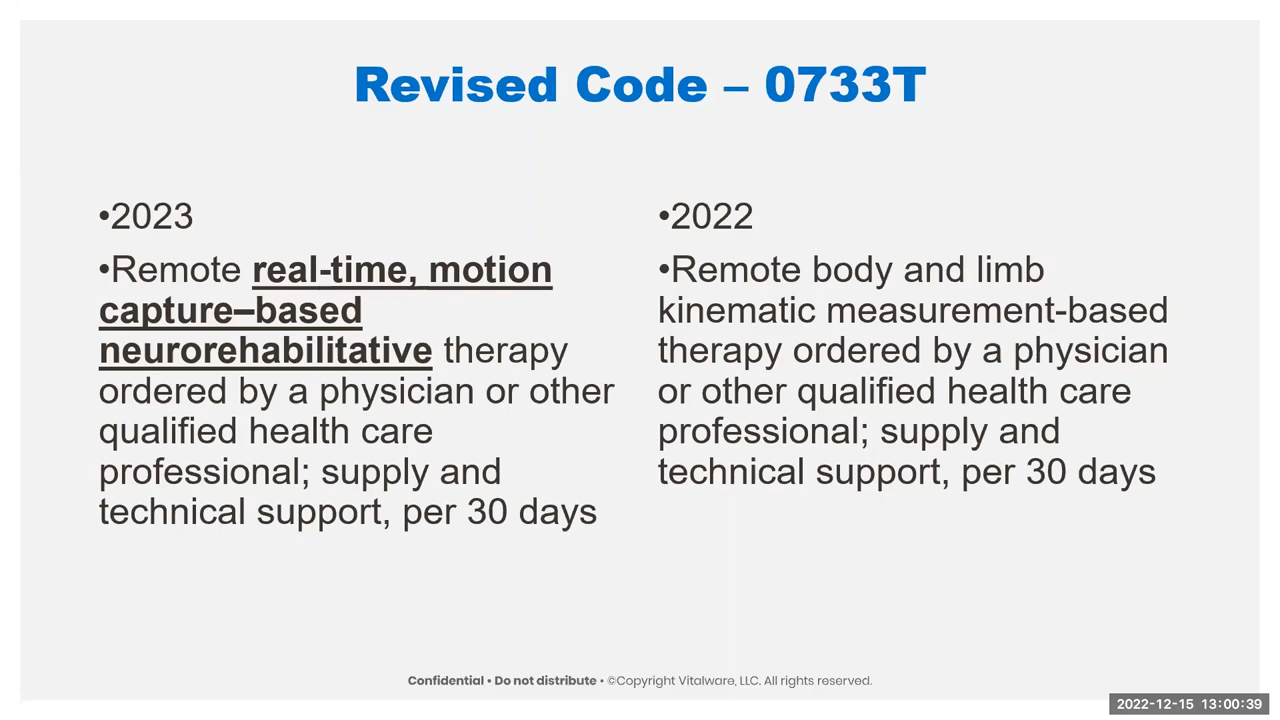 Revised Code – 0733T
•2023
•Remote real-time, motion
capture–based
neurorehabilitative therapy
ordered by a physician or other
qualified health care
professional; supply and
technical support, per 30 days
•2022
•Remote body and limb
kinematic measurement-based
therapy ordered by a physician
or other qualified health care
professional; supply and
technical support, per 30 days
Confidential • Do not distribute • ©Copyright Vitalware, LLC. All rights reserved.
2022-12-15 13:00:39